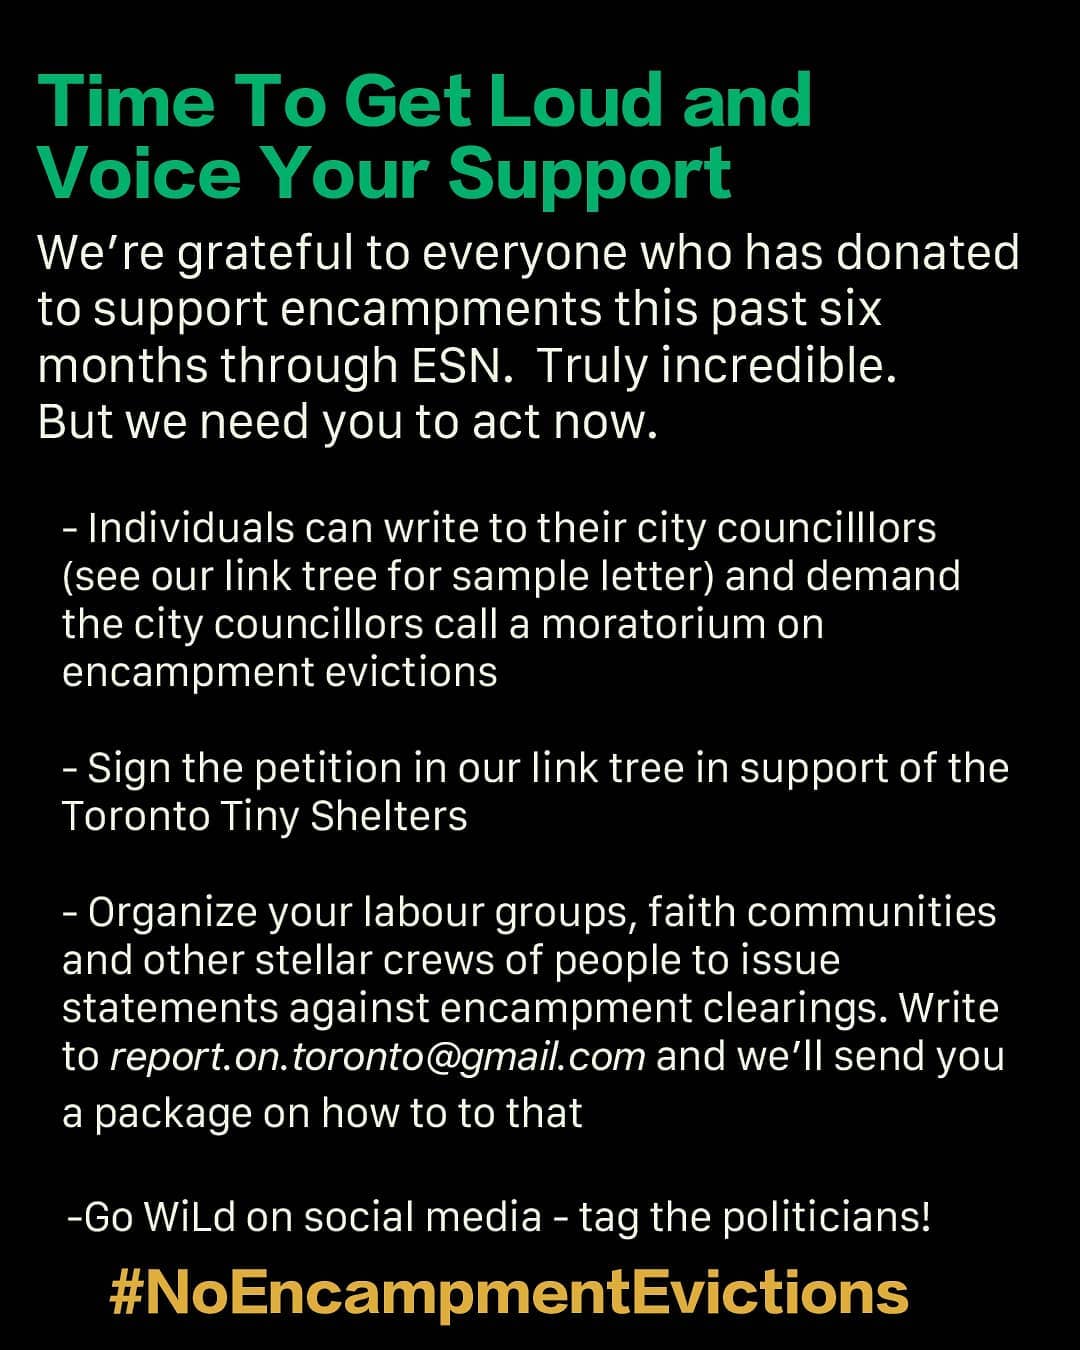 Time To Get Loud and
Voice Your Support
We're grateful to everyone who has donated
to support encampments this past six
months through ESN.  Truly incredible.
But we need you to act now.
- Individuals can write to their city councilllors
(see our link tree for sample letter) and demand
the city councillors call a moratorium on
encampment evictions
- Sign the petition in our link tree in support of the
Toronto Tiny Shelters
- Organize your labour groups, faith communities
and other stellar crews of people to issue
statements against encampment clearings. Write
to report.on.toronto@gmail.com and we'll send you
a package on how to to that
-Go WiLd on social media - tag the politicians!
#NoEncampmentEvictions